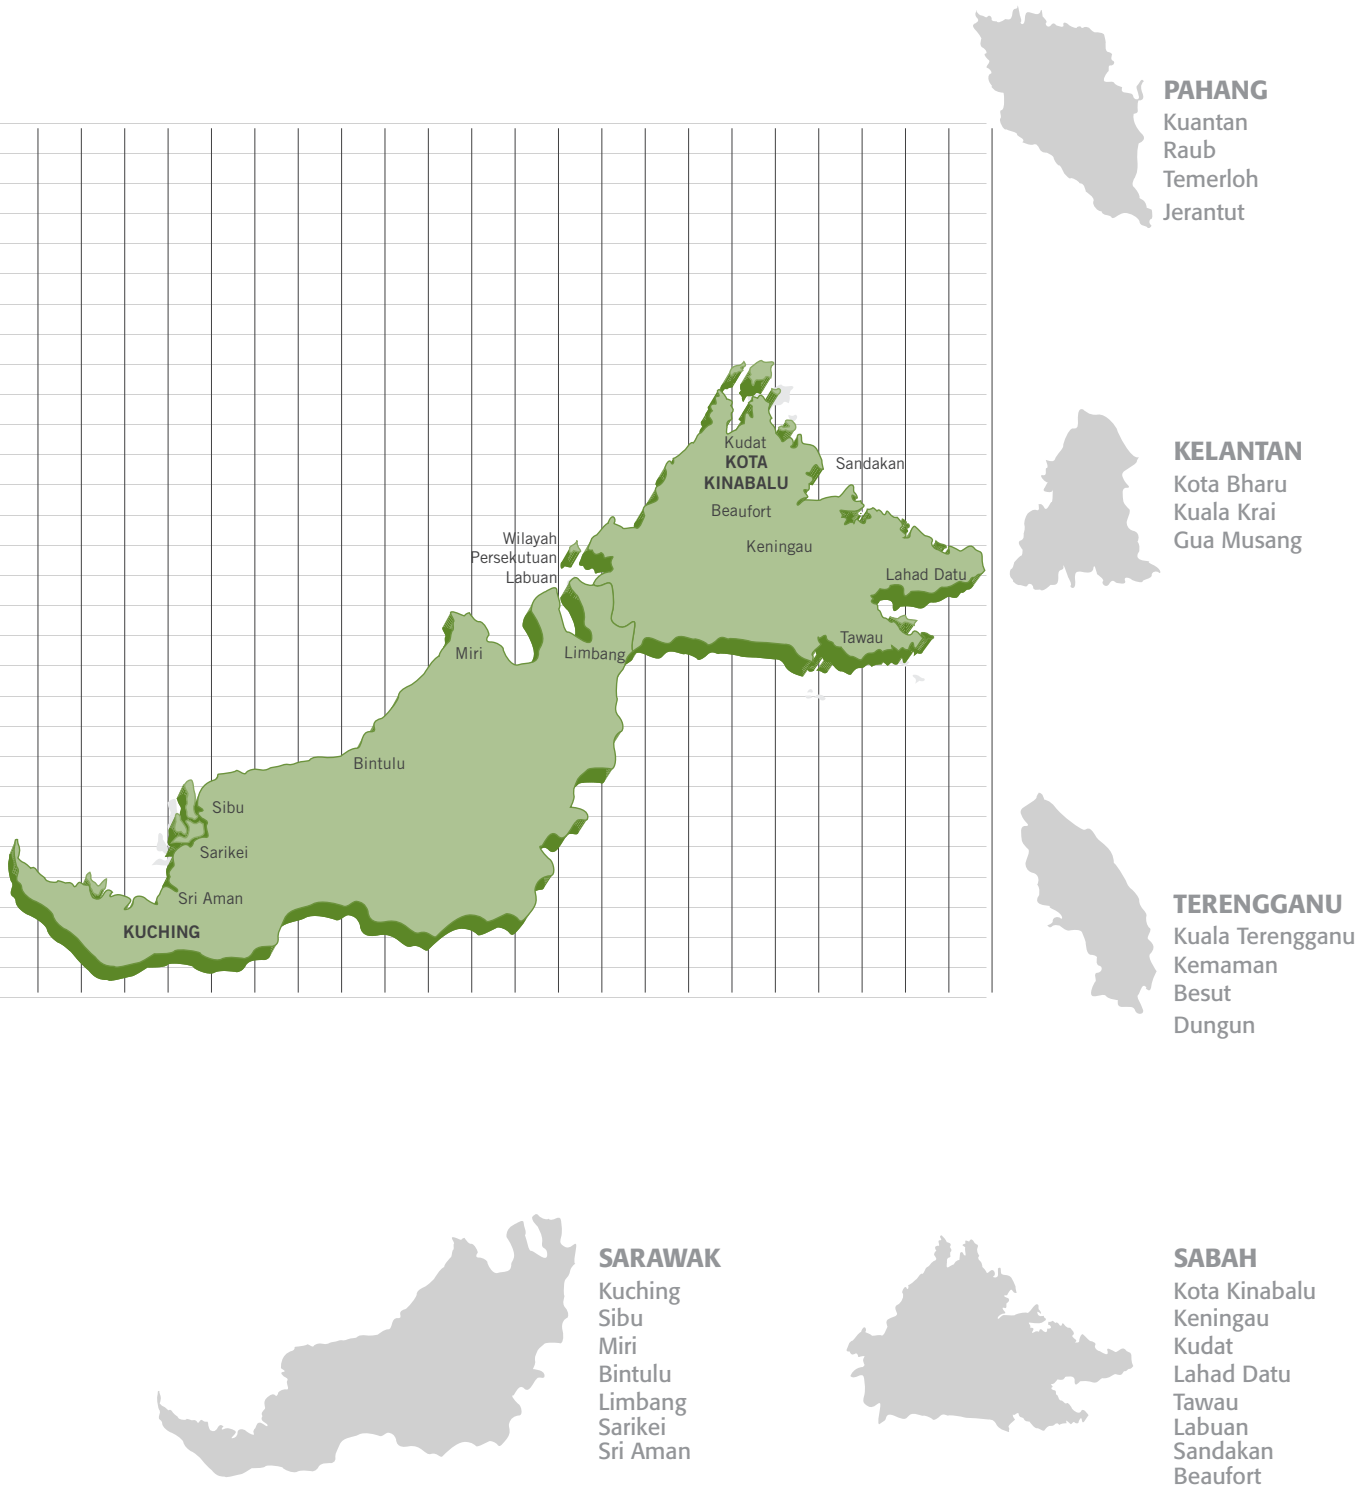 PAHANG
Kuantan
Raub
Temerloh
Jerantut
Kudat
KOTA
KINABALU
Sandakan
Beaufort
Keningau
Wilayah
Persekutuan
Labuan
Lahad Datu
Tawau
Miri
Limbang
Bintulu
Sibu
Sarikei
Sri Aman
KUCHING
KELANTAN
Kota Bharu
Kuala Krai
Gua Musang
TERENGGANU
Kuala Terengganu
Kemaman
Besut
Dungun
SARAWAK
Kuching
Sibu
Miri
Bintulu
Limbang
Sarikei
Sri Aman
SABAH
Kota Kinabalu
Keningau
Kudat
Lahad Datu
Tawau
Labuan
Sandakan
Beaufort